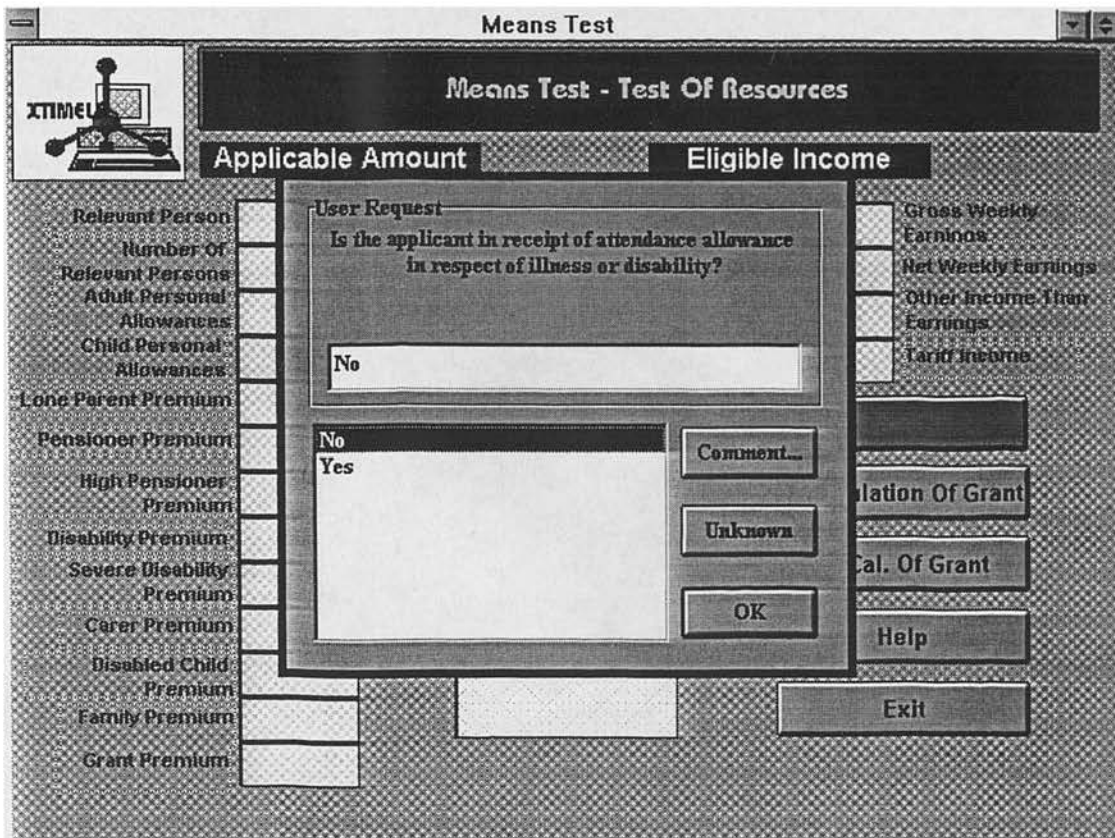 Means Test
XTIMEL
Means Test - Test Of Resources
Applicable Amount
Eligible Income
Relevant Person
Number Of
Relevant Persons
Adult Personal
Allowances
Child Personal
Allowances
Lone Parent Premium
Pensioner Premium
High Pensioner
Premium
Disability Premium
Severe Disability
Premium
Carer Premium
Disabled Child
Premium
Family Premium
Grant Premium
User Request
Is the applicant in receipt of attendance allowance
in respect of illness or disability?
No
No
Yes
Comment...
Unknown
OK
Gross Weekly
Earnings
Net Weekly Earnings
Other Income Than
Earnings
Tariff Income
ulation Of Grant
Cal. Of Grant
Help
Exit